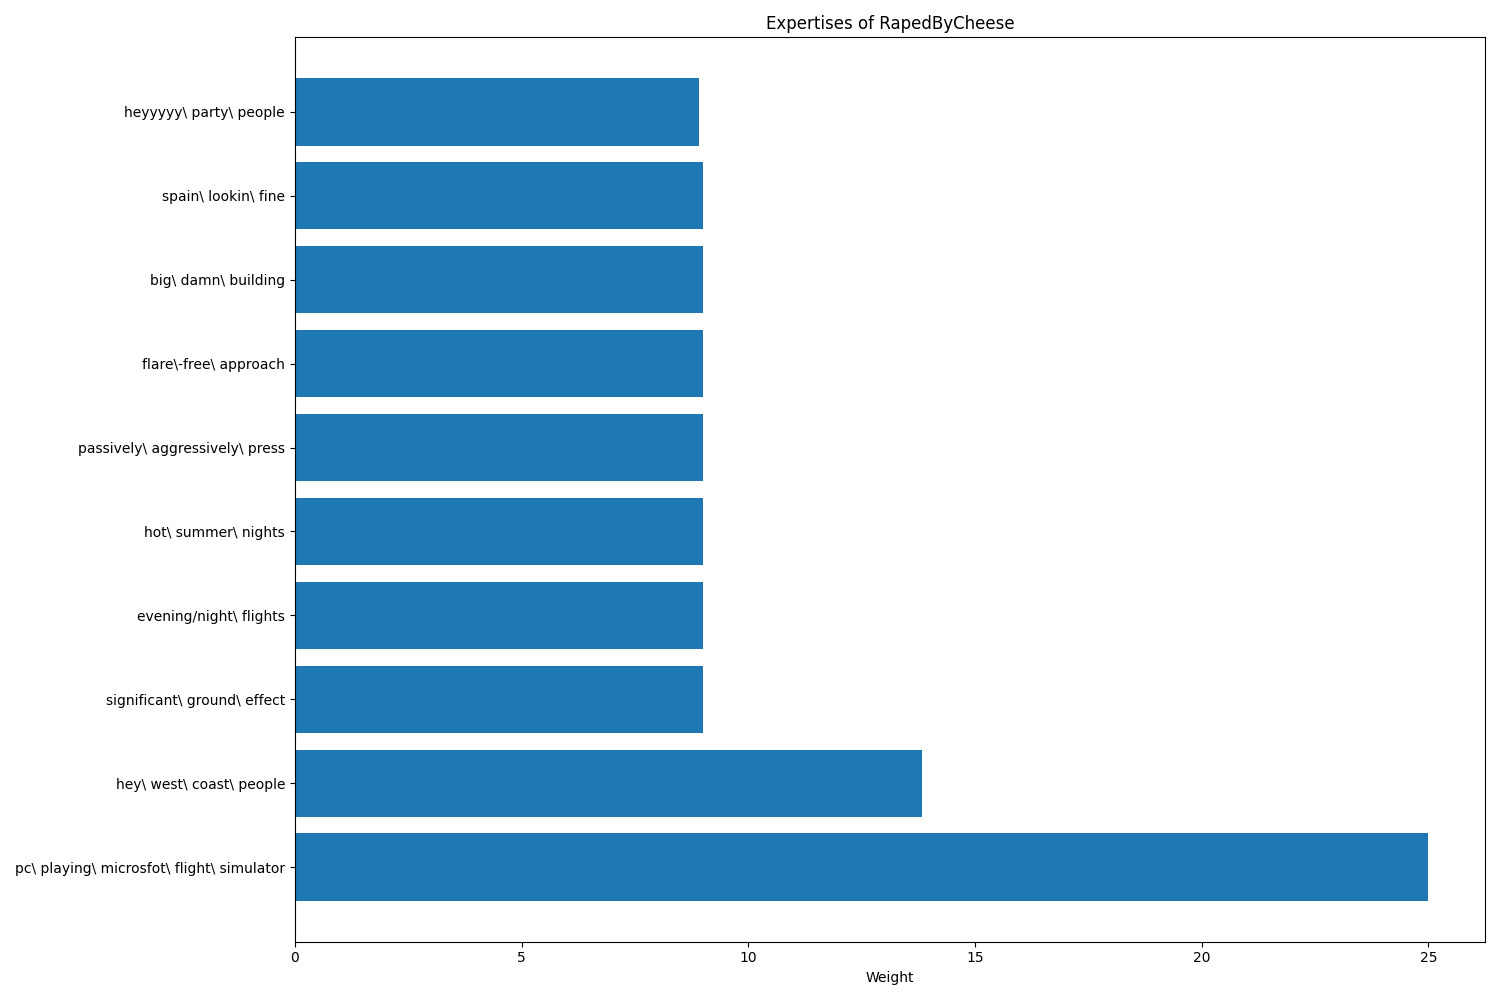 Expertises of RapedByCheese
heyyyyy\ party\ people
spain\ lookin\ fine
big\ damn\ building
flare\-free\ approach
passively\ aggressively\ press
hot\ summer\ nights
evening/night\ flights
significant\ ground\ effect
hey\ west\ coast\ people
pc\ playing\ microsfot\ flight\ simulator
0 5 10 15 20 25
Weight